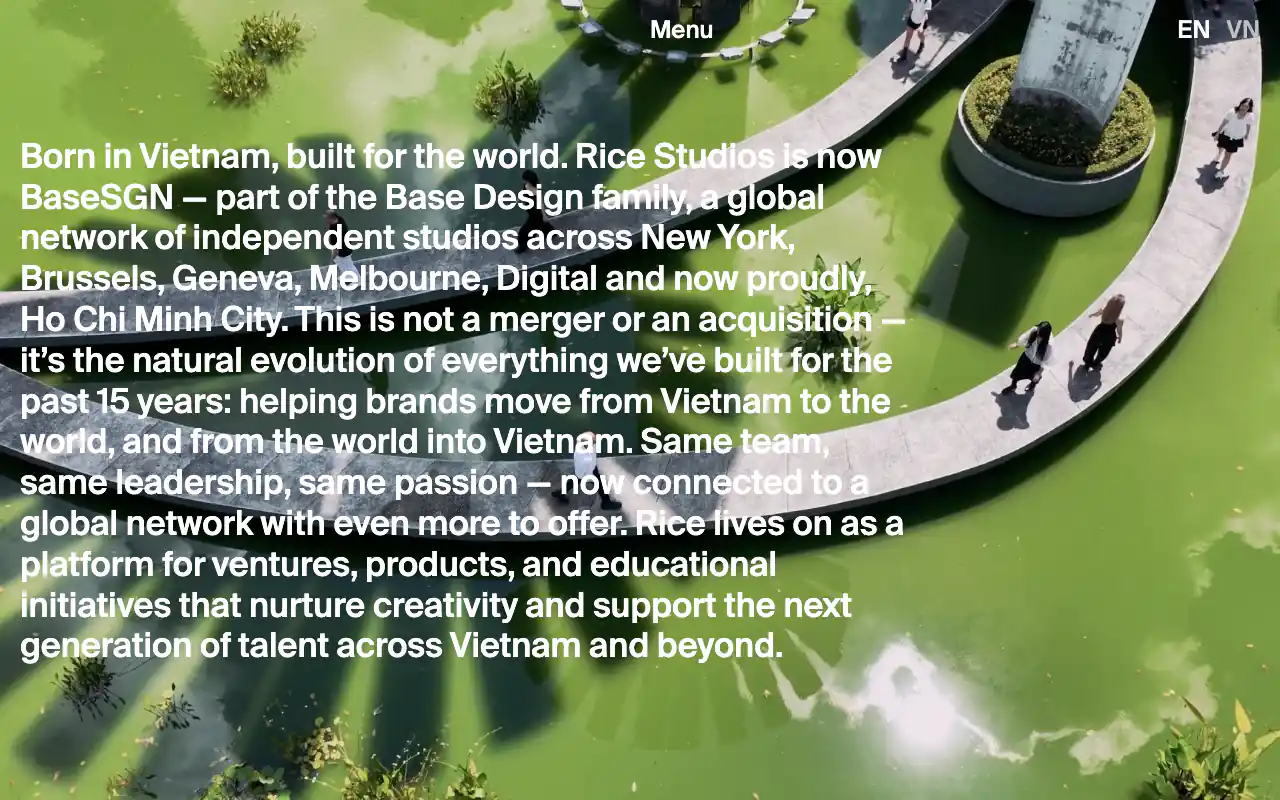 Menu
EN VN
Born in Vietnam, built for the world. Rice Studios is now
BaseSGN — part of the Base Design family, a global
network of independent studios across New York,
Brussels, Geneva, Melbourne, Digital and now proudly,
Ho Chi Minh City. This is not a merger or an acquisition —
it’s the natural evolution of everything we’ve built for the
past 15 years: helping brands move from Vietnam to the
world, and from the world into Vietnam. Same team,
same leadership, same passion — now connected to a
global network with even more to offer. Rice lives on as a
platform for ventures, products, and educational
initiatives that nurture creativity and support the next
generation of talent across Vietnam and beyond.